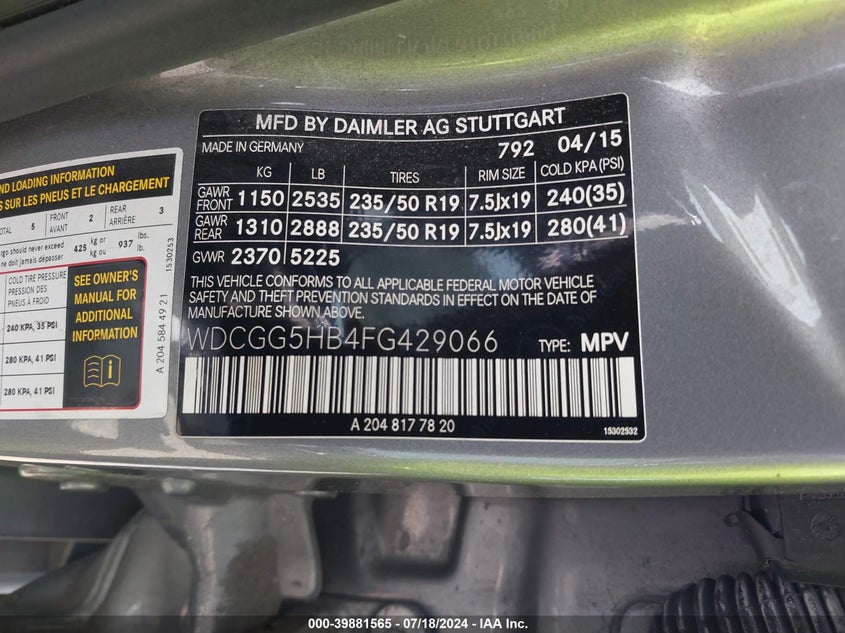 MFD BY DAIMLER AG STUTTGART
MADE IN GERMANY 792 04/15
KG LB TIRES RIM SIZE COLD KPA (PSI)
GAWR FRONT 1150 2535 235/50 R19 7.5Jx19 240(35)
GAWR REAR 1310 2888 235/50 R19 7.5Jx19 280(41)
GVWR 2370 5225
THIS VEHICLE CONFORMS TO ALL APPLICABLE FEDERAL MOTOR VEHICLE
SAFETY AND THEFT PREVENTION STANDARDS IN EFFECT ON THE DATE OF
MANUFACTURE SHOWN ABOVE.
WDCGG5HB4FG429066 TYPE: MPV
A 204 817 78 20
15302532
ND LOADING INFORMATION
SUR LES PNEUS ET LE CHARGEMENT
OTAL 5 FRONT AVANT 2 REAR ARRIÈRE 3
rgo should never exceed 425 kg or 937 lbs.
ne doit jamais dépasser kg ou lb.
1530253
COLD TIRE PRESSURE
PRESSION DES
PNEUS À FROID
240 KPA, 35 PSI
280 KPA, 41 PSI
280 KPA, 41 PSI
SEE OWNER'S
MANUAL FOR
ADDITIONAL
INFORMATION
A 204 584 49 21
000-39881565 - 07/18/2024 - IAA Inc.